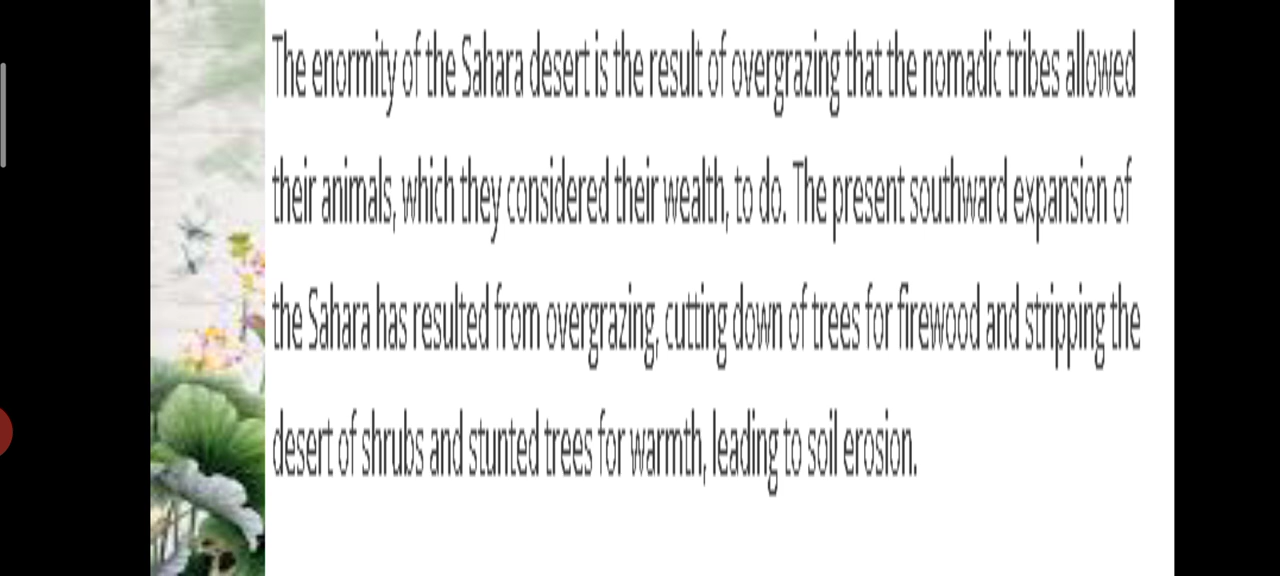 The enormity of the Sahara desert is the result of overgrazing that the nomadic tribes allowed
their animals, which they considered their wealth, to do. The present southward expansion of
the Sahara has resulted from overgrazing, cutting down of trees for firewood and stripping the
desert of shrubs and stunted trees for warmth, leading to soil erosion.